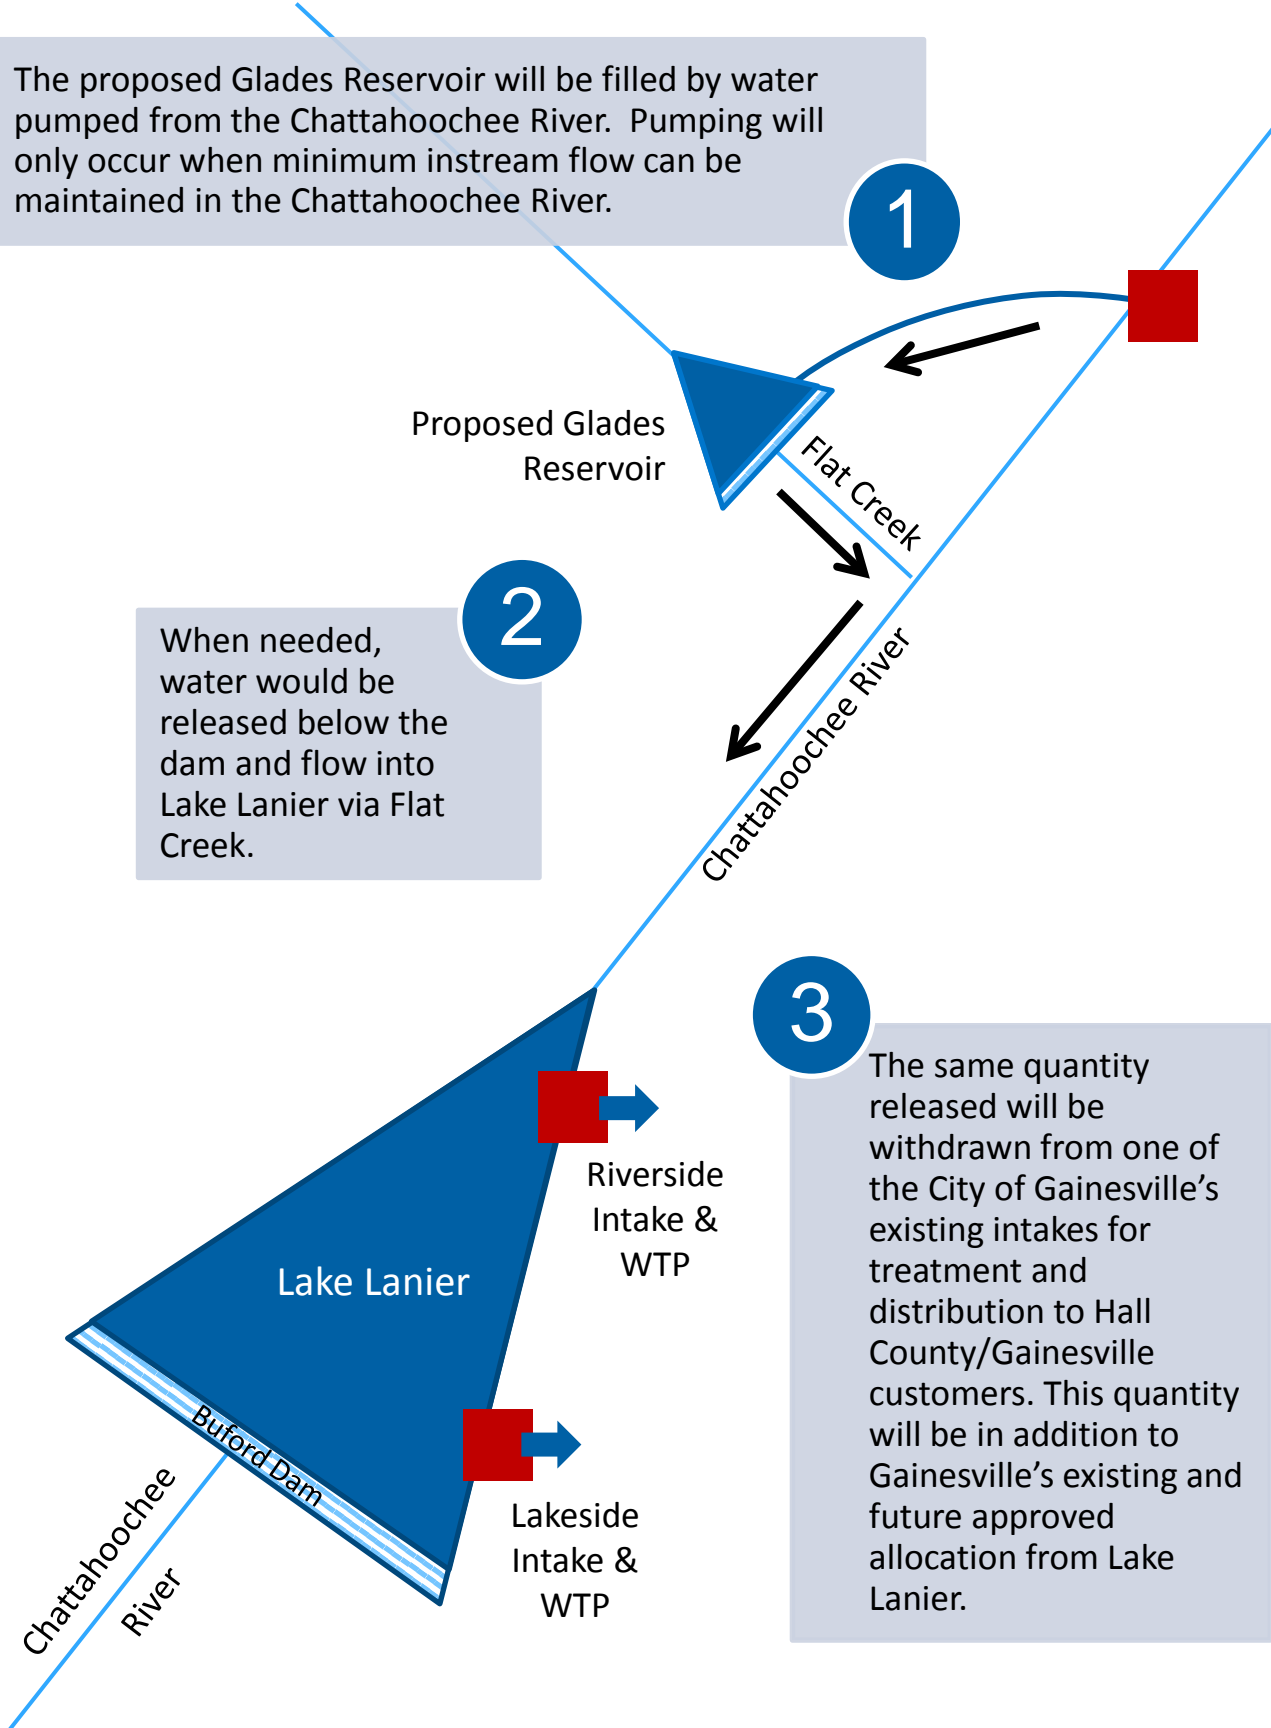 The proposed Glades Reservoir will be filled by water
pumped from the Chattahoochee River.  Pumping will
only occur when minimum instream flow can be
maintained in the Chattahoochee River.
1
Proposed Glades
Reservoir
Flat Creek
2
When needed,
water would be
released below the
dam and flow into
Lake Lanier via Flat
Creek.
Chattahoochee River
3
The same quantity
released will be
withdrawn from one of
the City of Gainesville’s
existing intakes for
treatment and
distribution to Hall
County/Gainesville
customers. This quantity
will be in addition to
Gainesville’s existing and
future approved
allocation from Lake
Lanier.
Riverside
Intake &
WTP
Lake Lanier
Buford Dam
Lakeside
Intake &
WTP
Chattahoochee
River